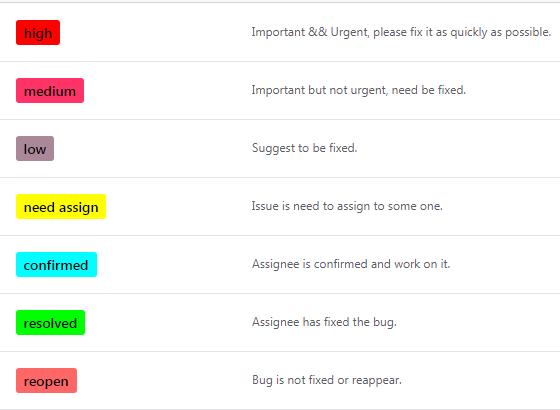 high Important && Urgent, please fix it as quickly as possible.
medium Important but not urgent, need be fixed.
low Suggest to be fixed.
need assign Issue is need to assign to some one.
confirmed Assignee is confirmed and work on it.
resolved Assignee has fixed the bug.
reopen Bug is not fixed or reappear.